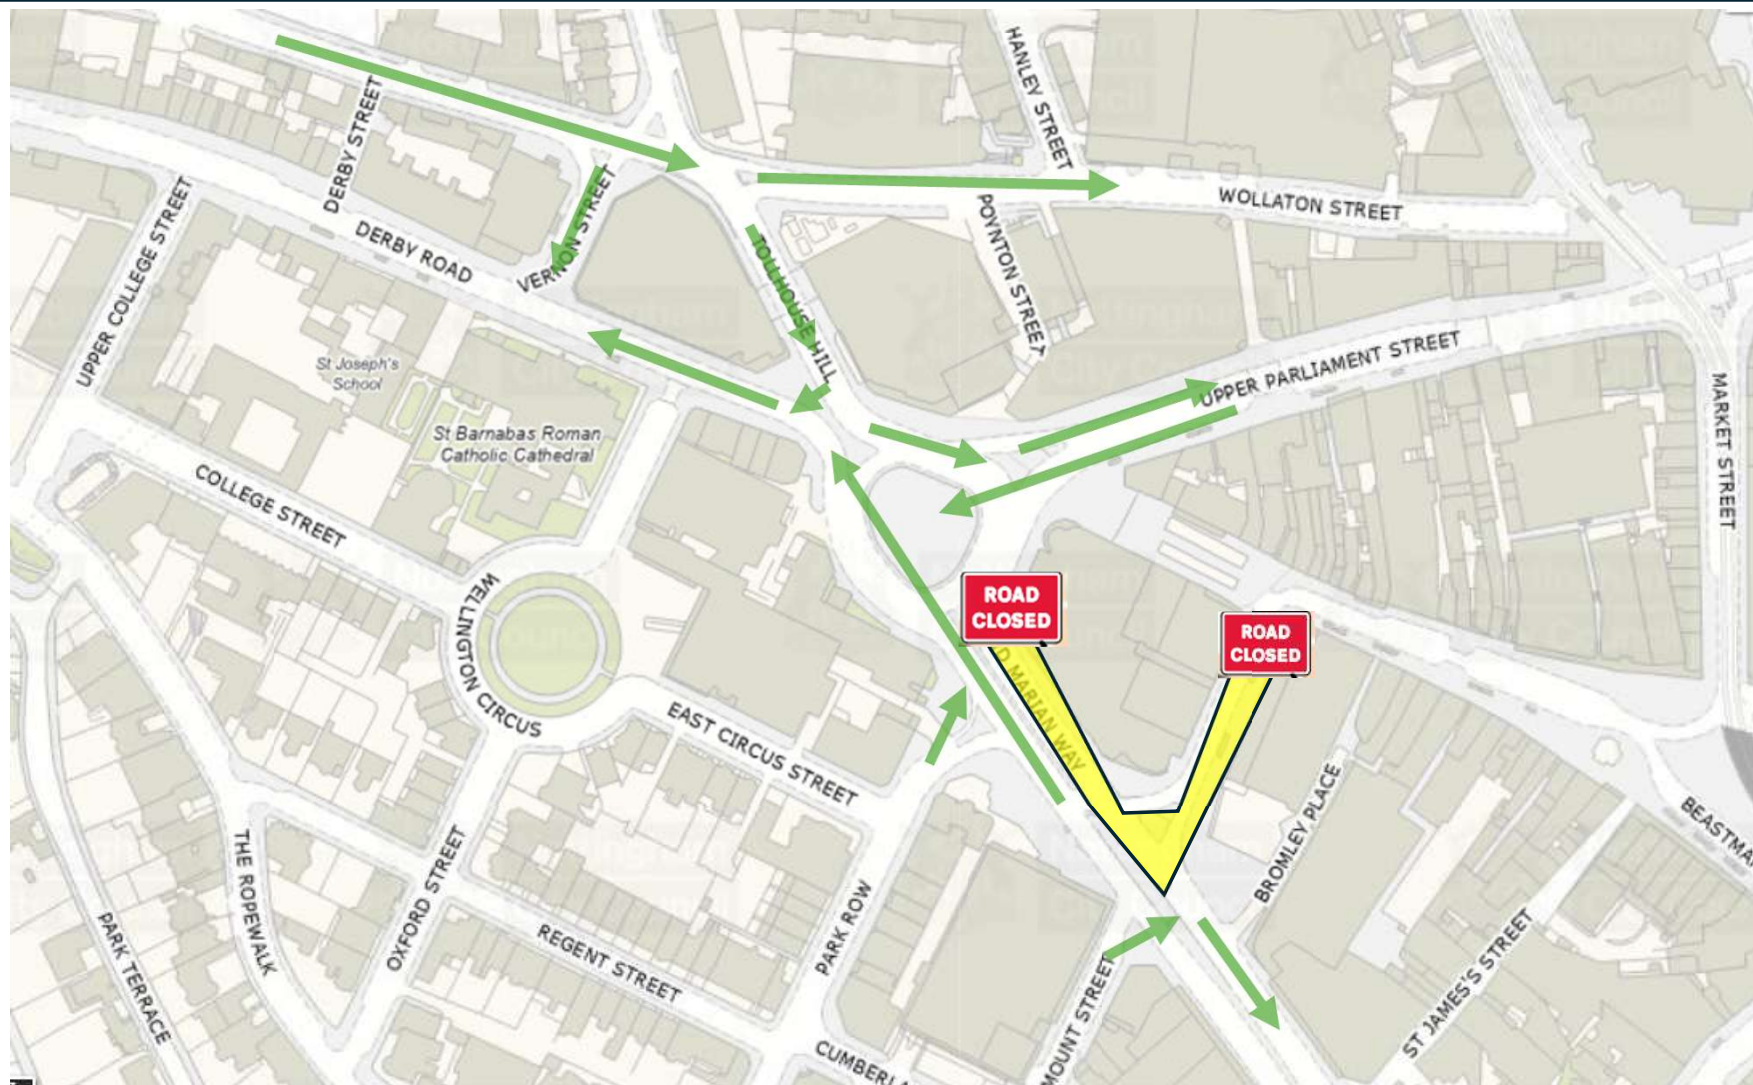 HANLEY STREET
DERBY STREET
WOLLATON STREET
VERNON STREET
POYNTON STREET
UPPER COLLEGE STREET
DERBY ROAD
TOLLHOUSE HILL
UPPER PARLIAMENT STREET
St Joseph's
School
MARKET STREET
St Barnabas Roman
Catholic Cathedral
COLLEGE STREET
ROAD
CLOSED
ROAD
CLOSED
WELLINGTON CIRCUS
D MARIAN WAY
EAST CIRCUS STREET
BROMLEY PLACE
BEASTMA
THE ROPEWALK
OXFORD STREET
PARK ROW
PARK TERRACE
REGENT STREET
ST JAMES'S STREET
MOUNT STREET
CUMBERLA